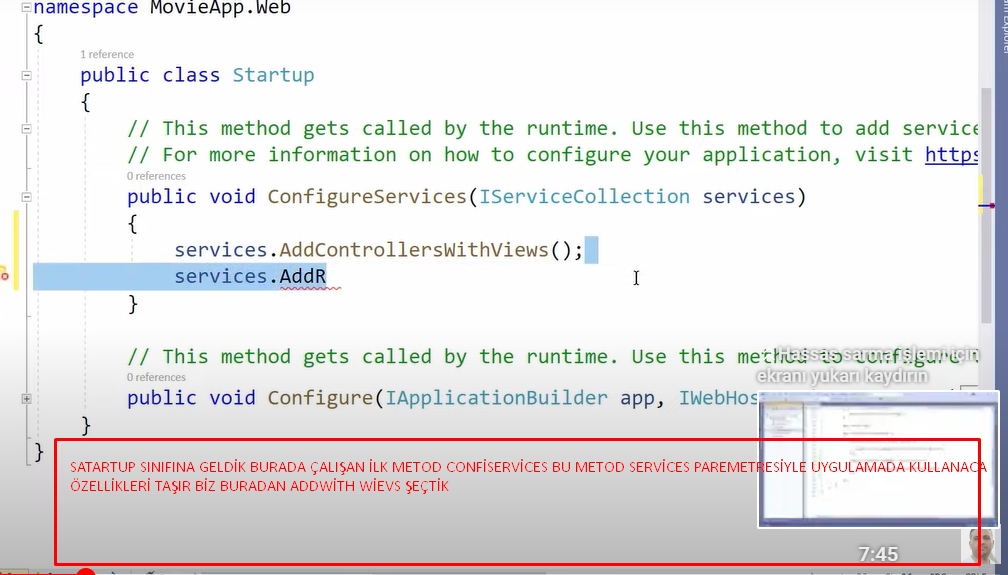 namespace MovieApp.Web
{
1 reference
public class Startup
{
// This method gets called by the runtime. Use this method to add service
// For more information on how to configure your application, visit https
0 references
public void ConfigureServices(IServiceCollection services)
{
services.AddControllersWithViews();
services.AddR
}
// This method gets called by the runtime. Use this method to configure
0 references
public void Configure(IApplicationBuilder app, IWebHos
}
}
Hassas sarma işlemi için
ekranı yukarı kaydırın
SATARTUP SINIFINA GELDİK BURADA ÇALIŞAN İLK METOD CONFİSERVİCES BU METOD SERVİCES PAREMETRESİYLE UYGULAMADA KULLANACA
ÖZELLİKLERİ TAŞIR BİZ BURADAN ADDWİTH WİEVS ŞEÇTİK
7:45